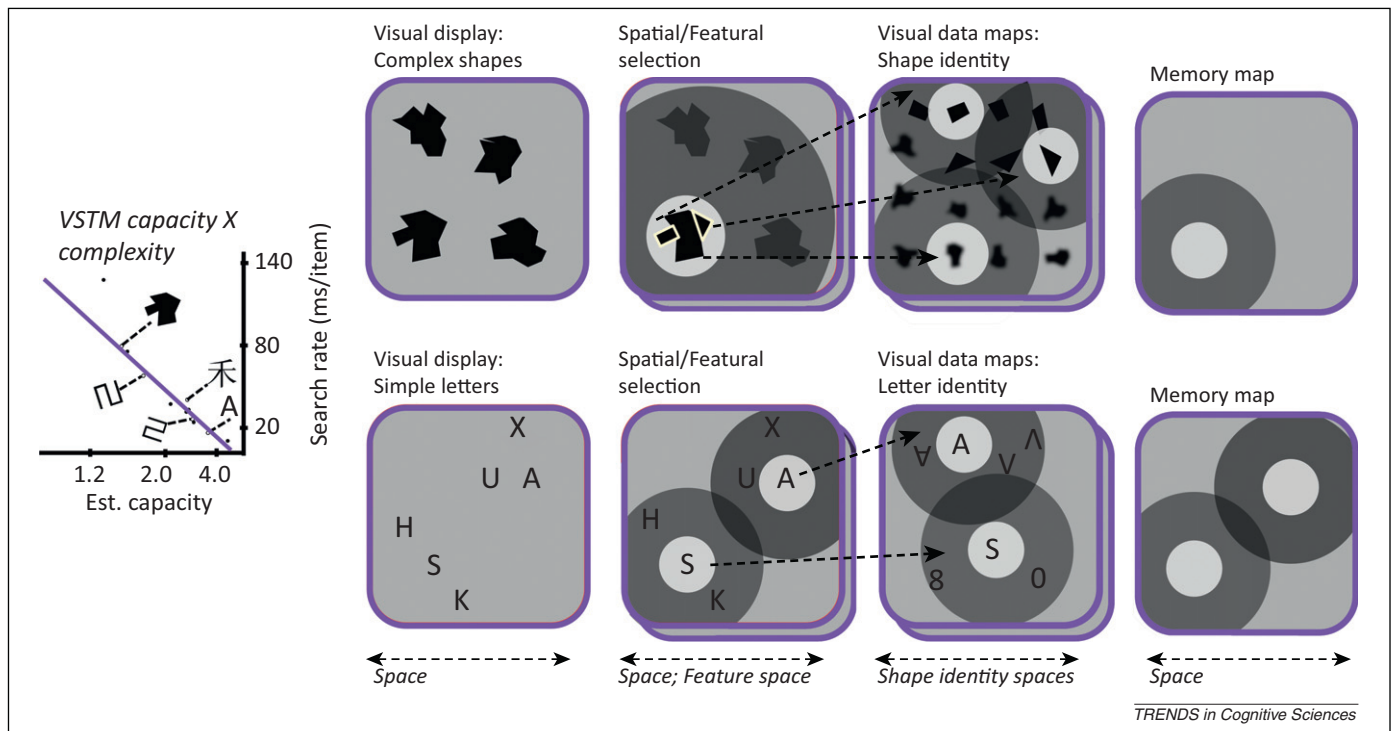 Visual display:
Complex shapes
Spatial/Featural
selection
Visual data maps:
Shape identity
Memory map
VSTM capacity X
complexity
140
80
20
Search rate (ms/item)
禾
A
1.2 2.0 4.0
Est. capacity
Visual display:
Simple letters
Spatial/Featural
selection
Visual data maps:
Letter identity
Memory map
X
U A
H
S
K
X
U A
H
S
K
A
A V V
S
8 0
Space
Space; Feature space
Shape identity spaces
Space
TRENDS in Cognitive Sciences